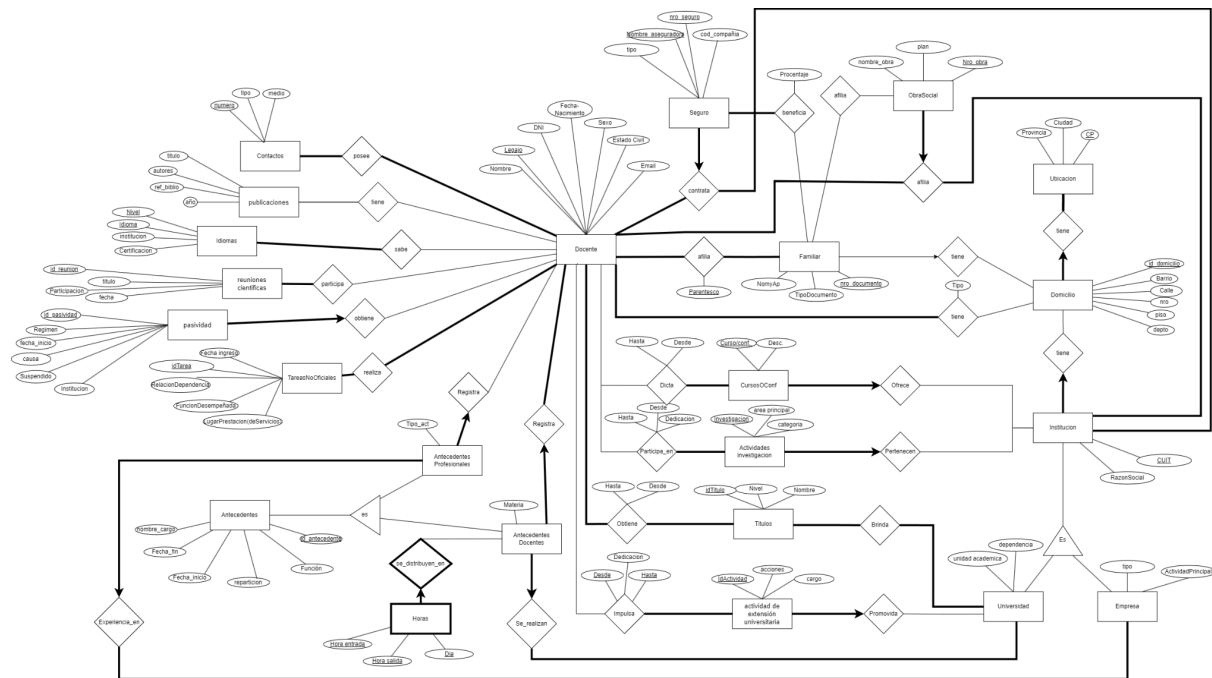 nro_seguro
Nombre_aseguradora
cod_compañia
tipo
Seguro
Procentaje
beneficia
afilia
nombre_obra
plan
Nro_obra
ObraSocial
Provincia
Ciudad
CP
Ubicacion
numero
tipo
medio
Contactos
posee
Nombre
Legajo
DNI
Fecha-
Nacimiento
Sexo
Estado Civil
Email
contrata
afilia
titulo
autores
ref_biblio
año
publicaciones
tiene
tiene
Nivel
Idioma
institucion
Certificacion
Idiomas
sabe
Docente
afilia
Parentesco
Familiar
NomyAp
TipoDocumento
nro_documento
tiene
Tipo
tiene
Domicilio
id_domicilio
Barrio
Calle
nro
piso
depto
id_reunion
titulo
Participacion
fecha
reuniones
cientificas
participa
id_pasividad
Regimen
fecha_inicio
causa
Suspendido
Institucion
pasividad
obtiene
Fecha ingreso
idTarea
RelacionDependencia
FuncionDesempeñada
LugarPrestacion(deServicios)
TareasNoOficiales
realiza
tiene
Hasta
Desde
Dicta
Curso/conf.
Desc.
CursosOConf
Ofrece
Institucion
CUIT
RazonSocial
Registra
Registra
Hasta
Desde
Dedicacion
Participa_en
Investigacion
area principal
categoria
Actividades
investigacion
Pertenecen
Tipo_act
Antecedentes
Profesionales
Hasta
Desde
Obtiene
idTitulo
Nivel
Nombre
Titulos
Brinda
Antecedentes
nombre_cargo
Fecha_fin
Fecha_inicio
reparticion
Función
id_antecedente
es
Materia
Antecedentes
Docentes
Es
unidad academica
dependencia
Universidad
tipo
ActividadPrincipal
Empresa
se_distribuyen_en
Dedicacion
Desde
Hasta
Impulsa
idActividad
acciones
cargo
actividad de
extensión
universitaria
Promovida
Experiencia_en
Horas
Hora entrada
Hora salida
Dia
Se_realizan